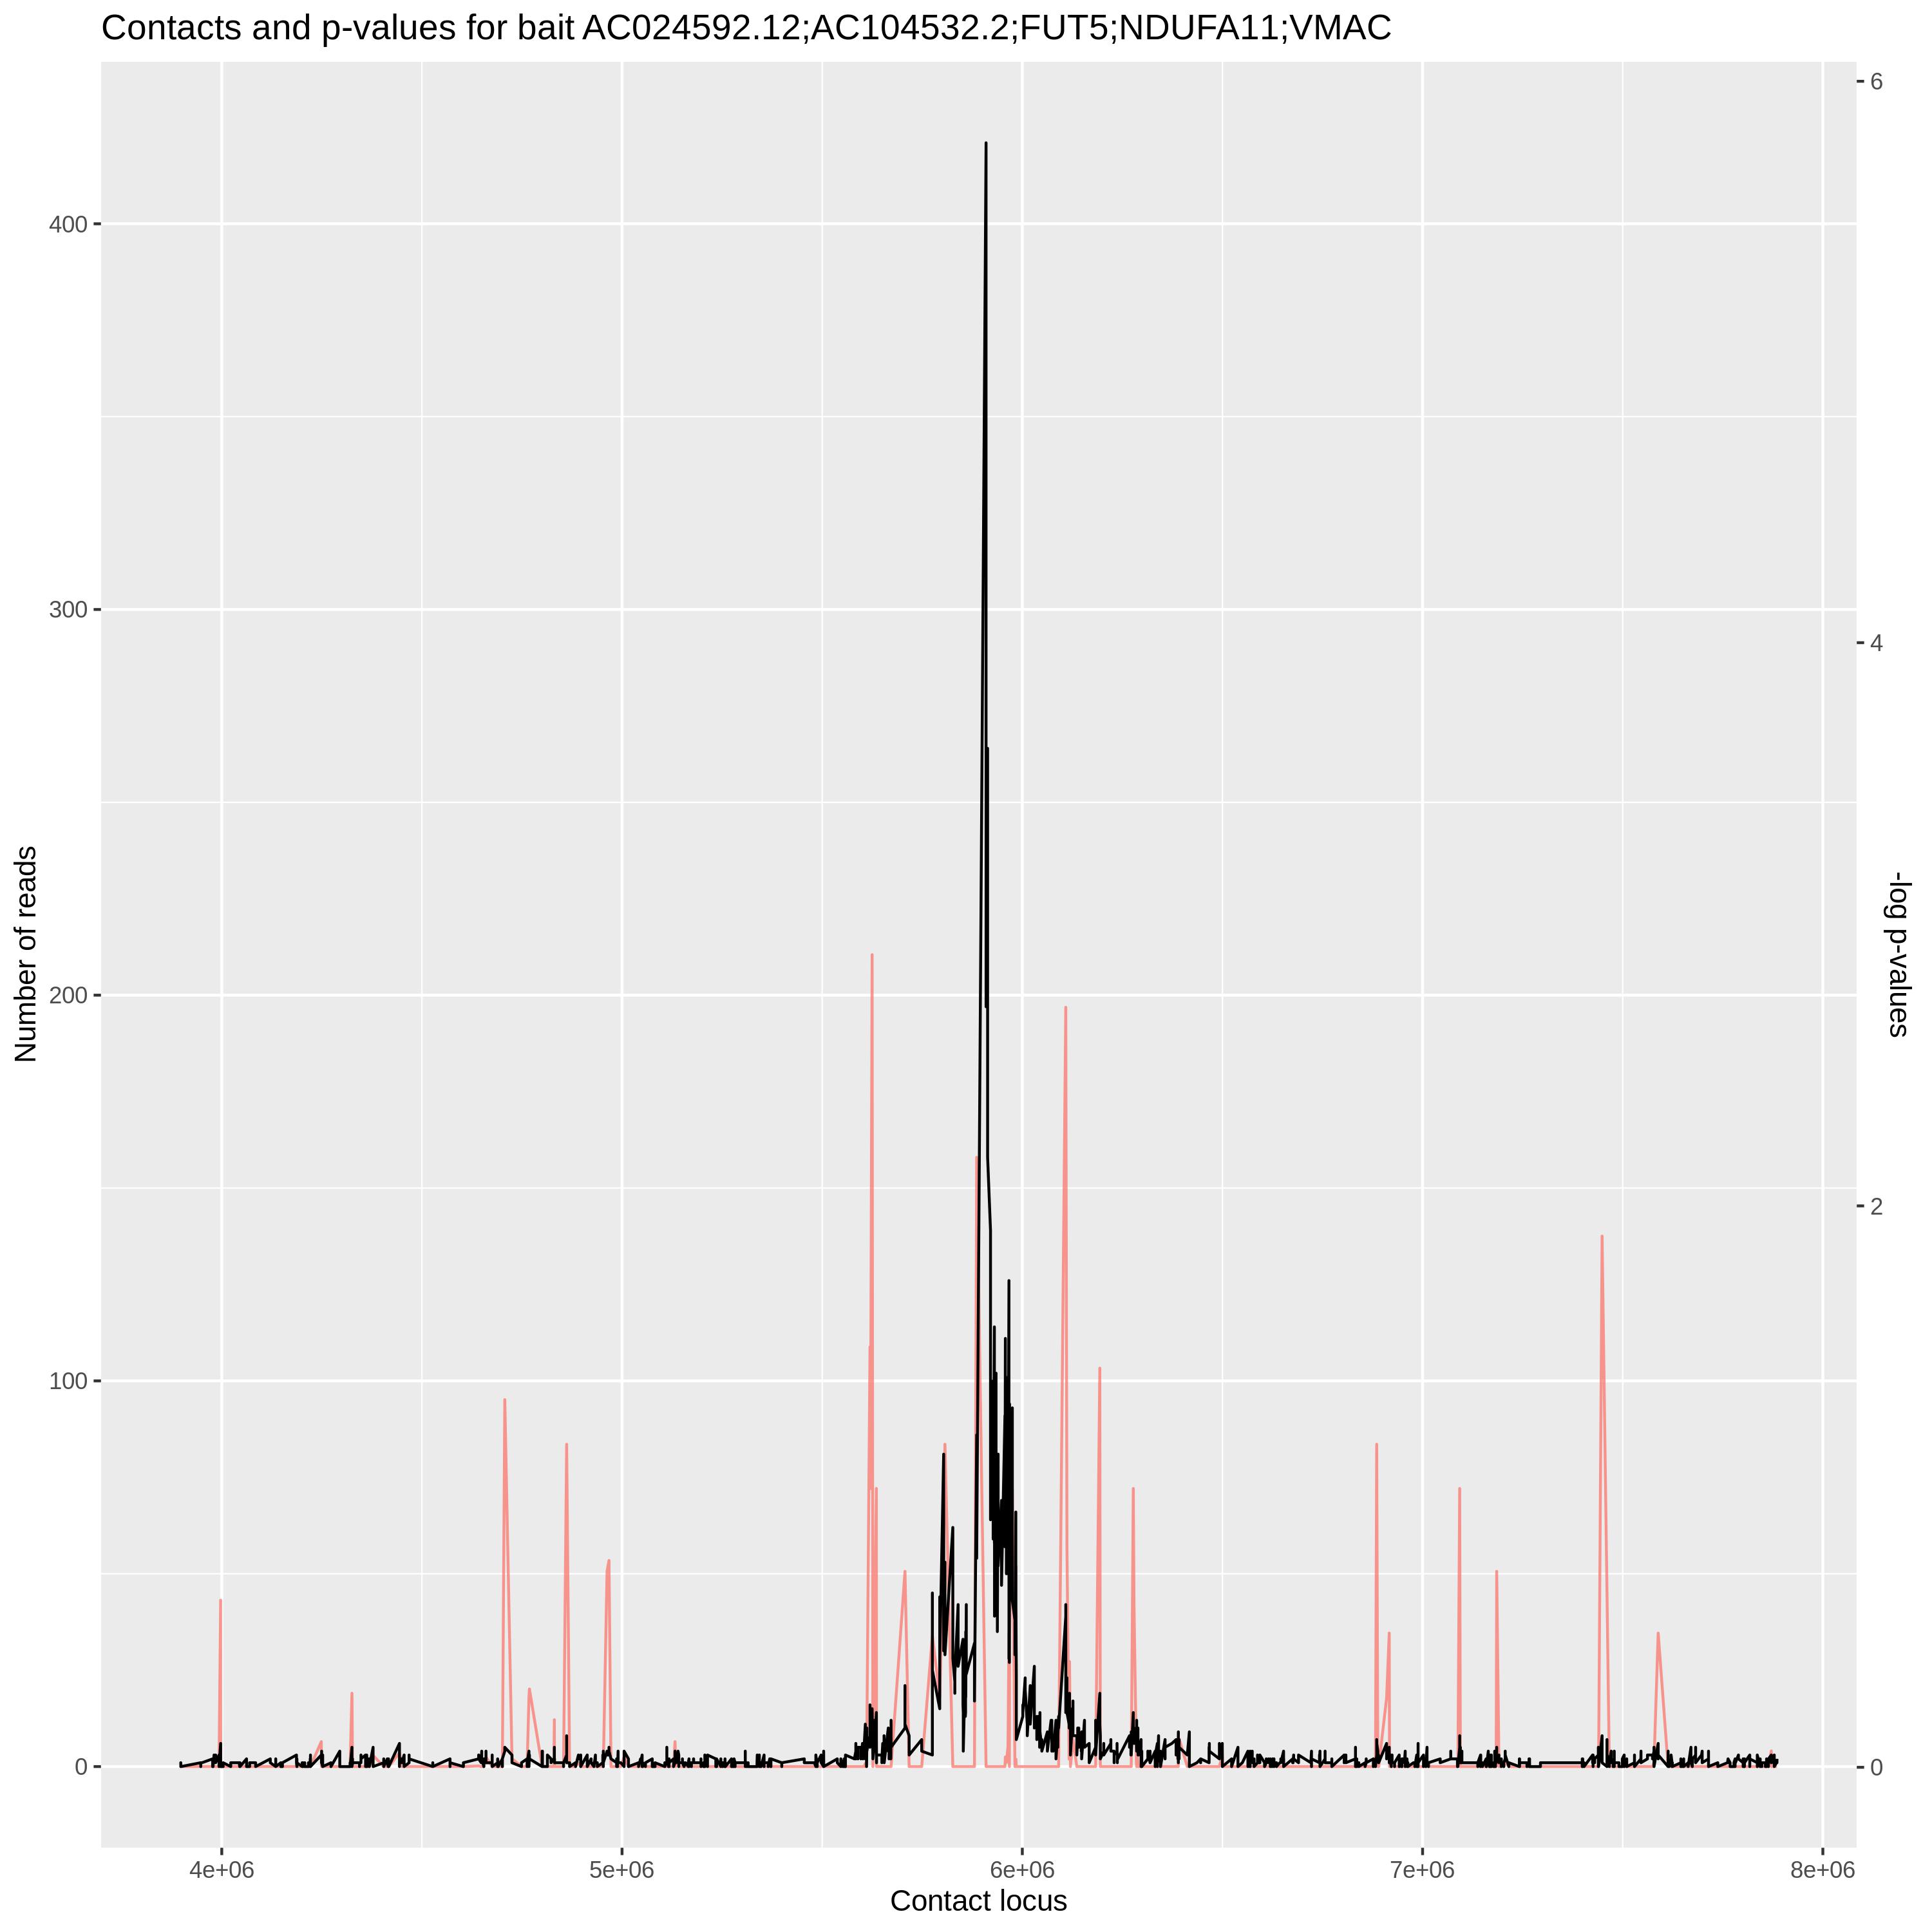 Contacts and p-values for bait AC024592.12;AC104532.2;FUT5;NDUFA11;VMAC
6
400
300
4
Number of reads
-log p-values
200
2
100
0
0
4e+06
5e+06
6e+06
7e+06
8e+06
Contact locus